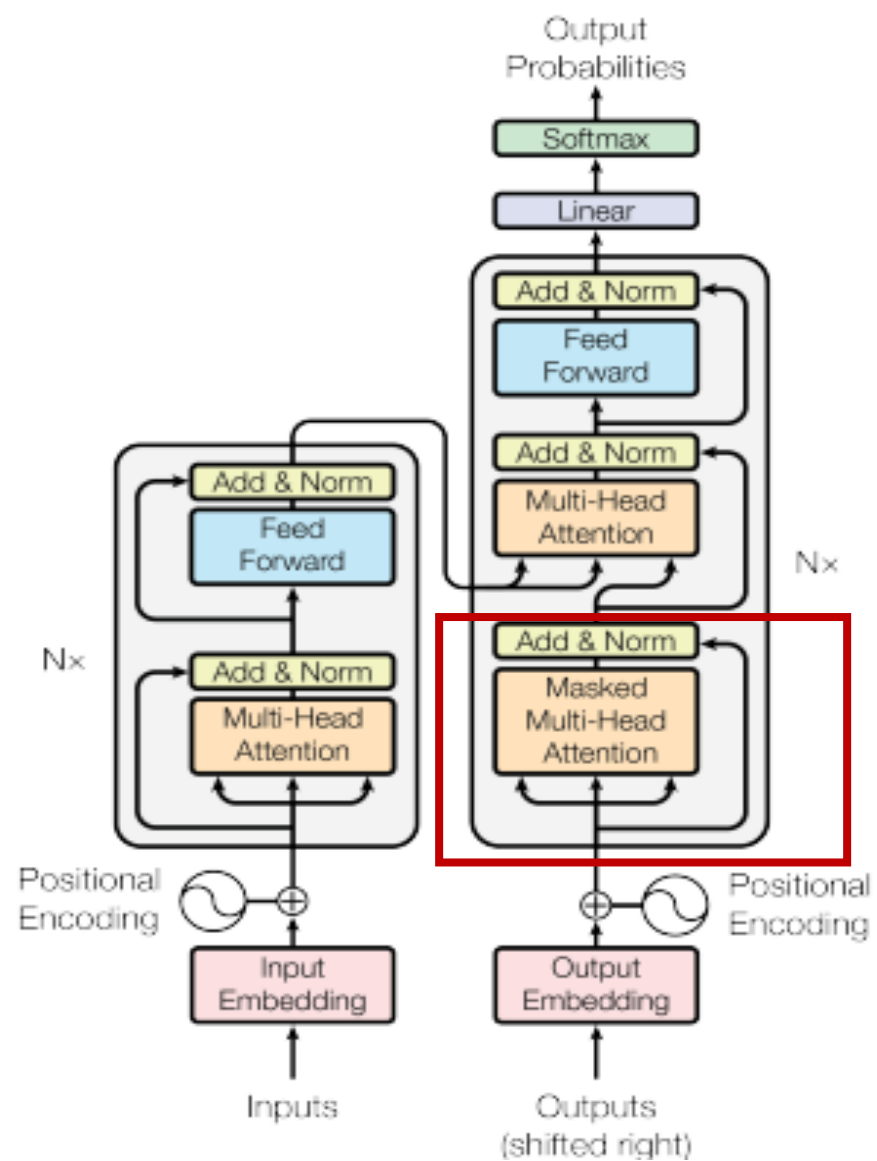 Output
Probabilities
Softmax
Linear
Add & Norm
Feed
Forward
Add & Norm
Multi-Head
Attention
Nx
Add & Norm
Masked
Multi-Head
Attention
Add & Norm
Feed
Forward
Nx
Add & Norm
Multi-Head
Attention
Positional
Encoding
Positional
Encoding
Input
Embedding
Output
Embedding
Inputs
Outputs
(shifted right)